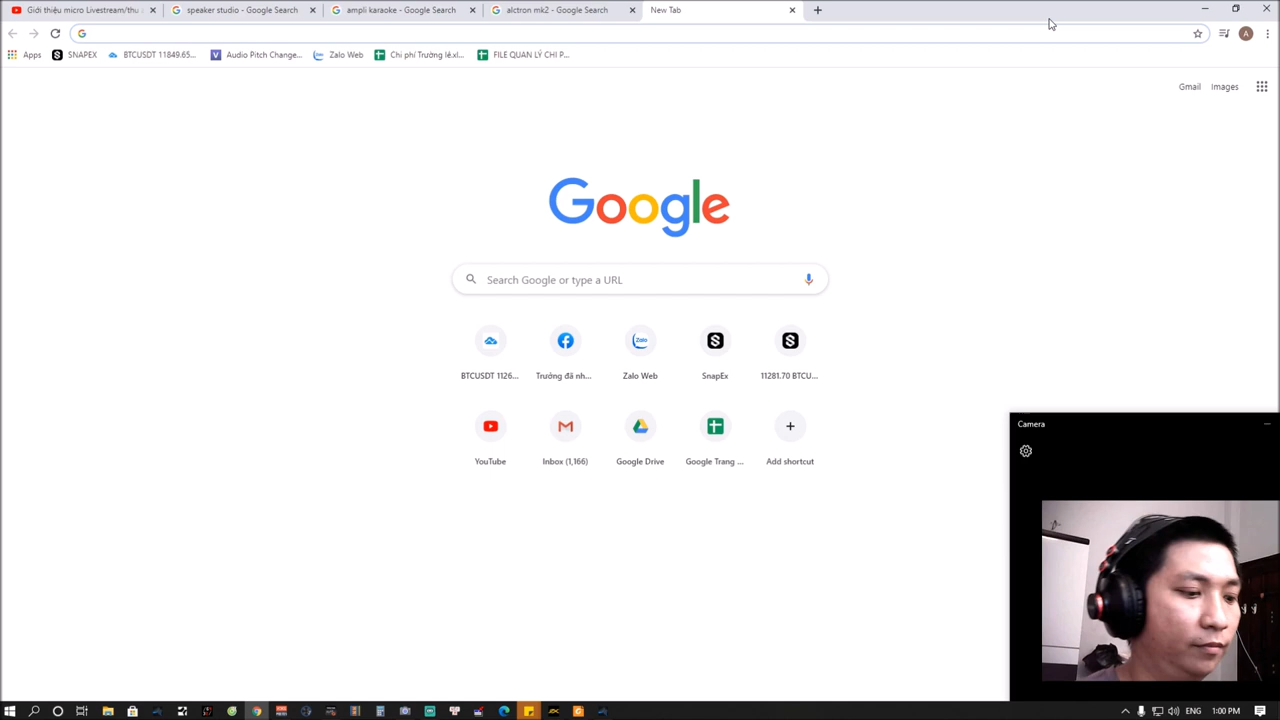 Giới thiệu micro Livestream/thu â
speaker studio - Google Search
ampli karaoke - Google Search
alctron mk2 - Google Search
New Tab
Apps
SNAPEX
BTCUSDT 11849.65...
Audio Pitch Change...
Zalo Web
Chi phí Trường lẻ.xl...
FILE QUAN LÝ CHI P...
A
Gmail
Images
Google
Search Google or type a URL
BTCUSDT 1126...
Trường đã nh...
Zalo Web
SnapEx
11281.70 BTCU...
YouTube
Inbox (1,166)
Google Drive
Google Trang ...
Add shortcut
Camera
ENG
1:00 PM